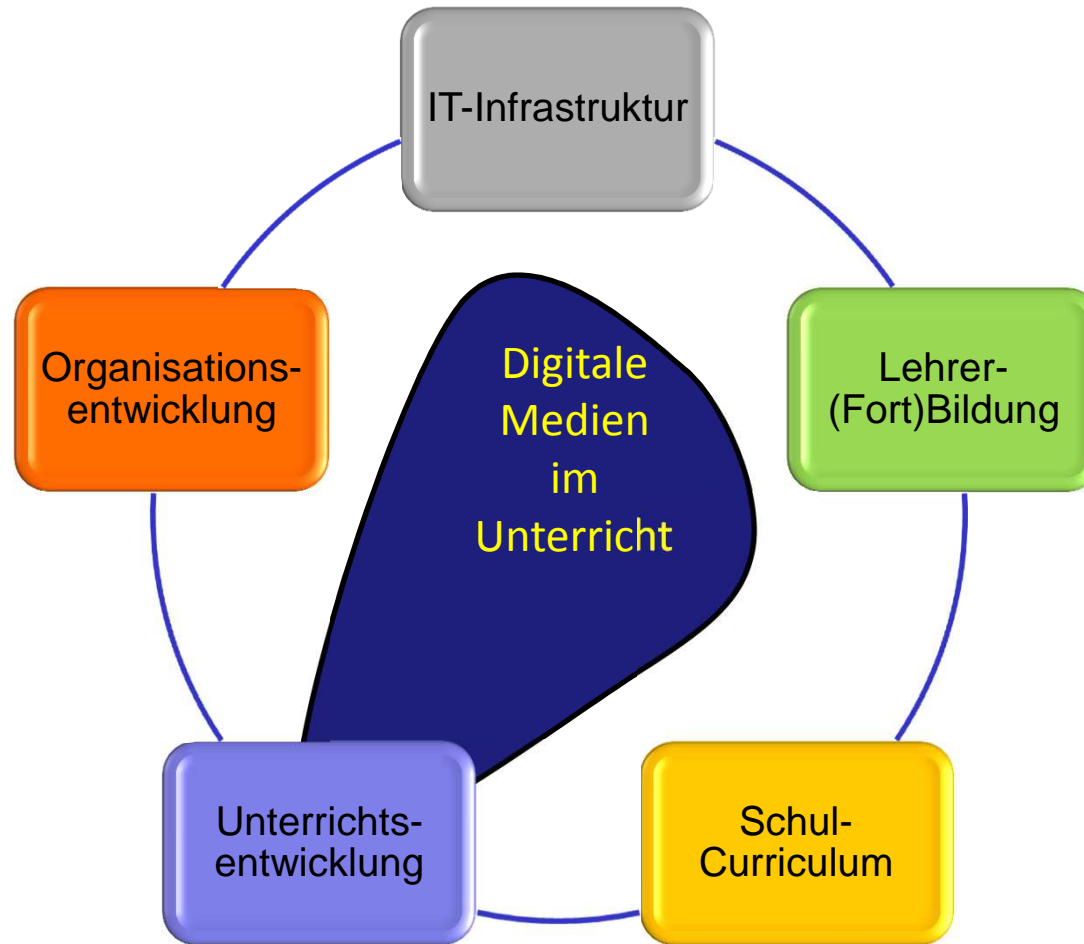 IT-Infrastruktur
Organisations-
entwicklung
Digitale
Medien
im
Unterricht
Lehrer-
(Fort)Bildung
Unterrichts-
entwicklung
Schul-
Curriculum